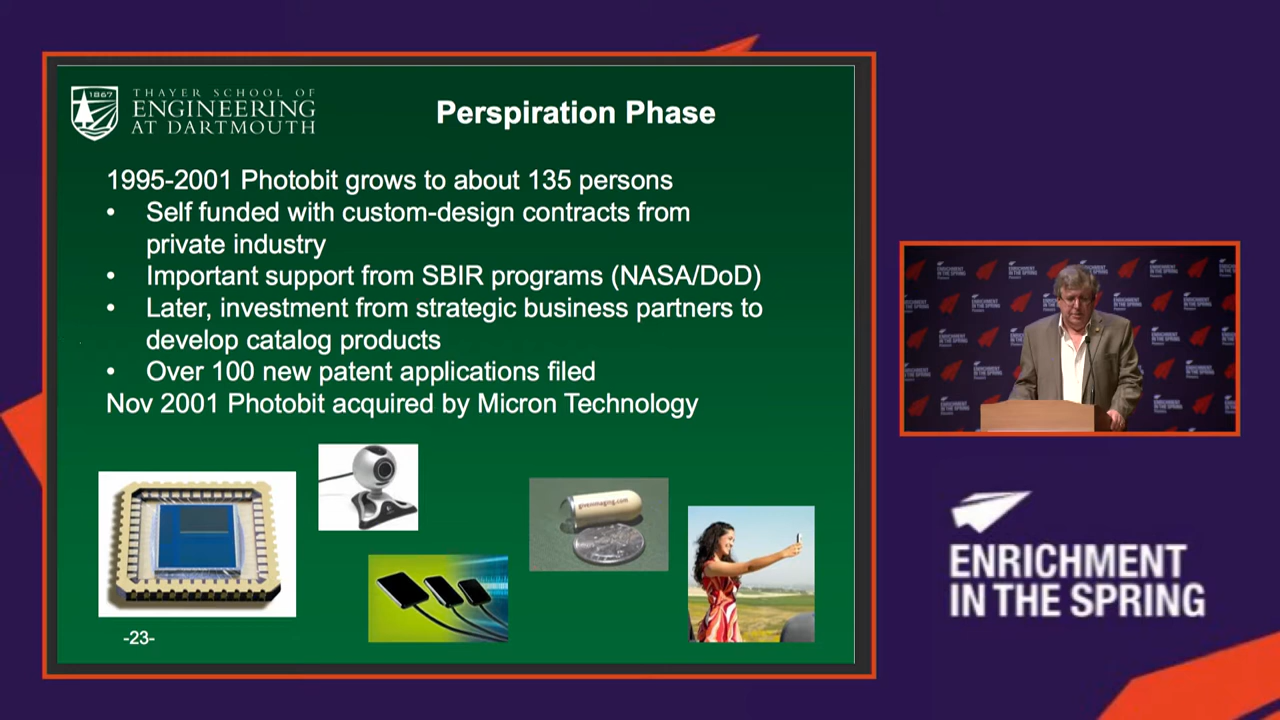 1867
THAYER SCHOOL OF
ENGINEERING
AT DARTMOUTH
Perspiration Phase
1995-2001 Photobit grows to about 135 persons
• Self funded with custom-design contracts from
private industry
• Important support from SBIR programs (NASA/DoD)
• Later, investment from strategic business partners to
develop catalog products
• Over 100 new patent applications filed
Nov 2001 Photobit acquired by Micron Technology
givenimaging.com
-23-
ENRICHMENT
IN THE SPRING